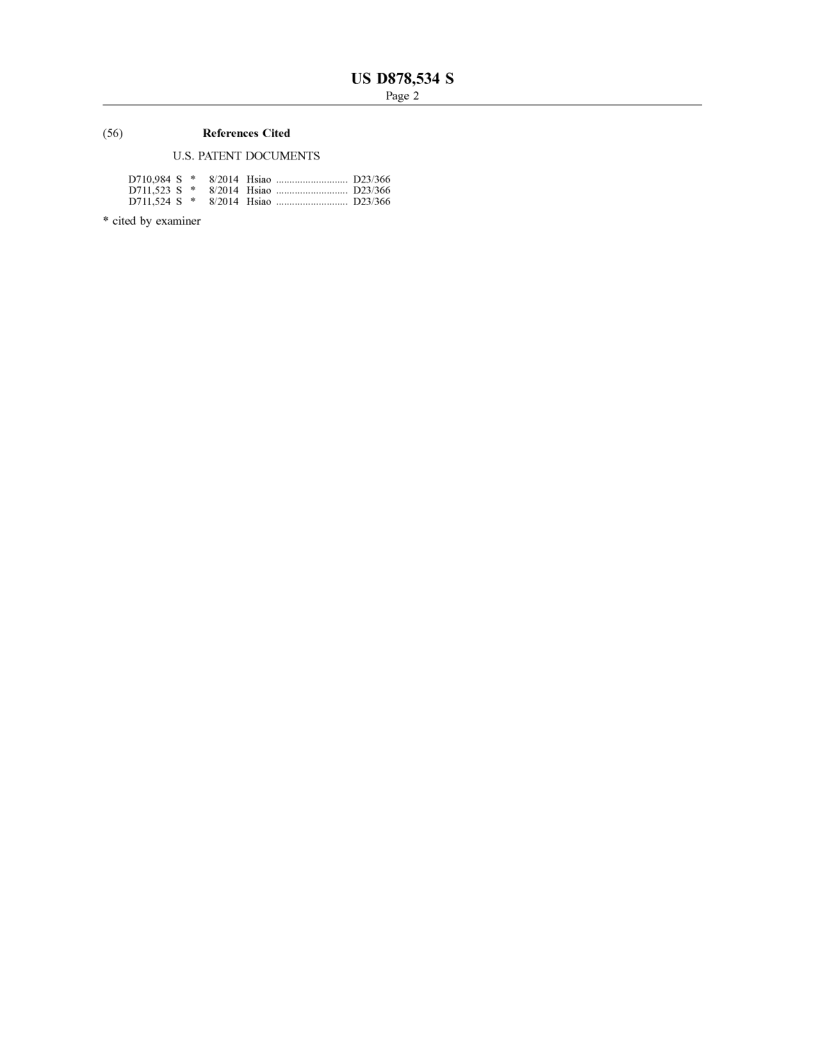 US D878,534 S
Page 2
(56) References Cited
U.S. PATENT DOCUMENTS
D710,984 S * 8/2014 Hsiao ........................... D23/366
D711,523 S * 8/2014 Hsiao ........................... D23/366
D711,524 S * 8/2014 Hsiao ........................... D23/366
* cited by examiner